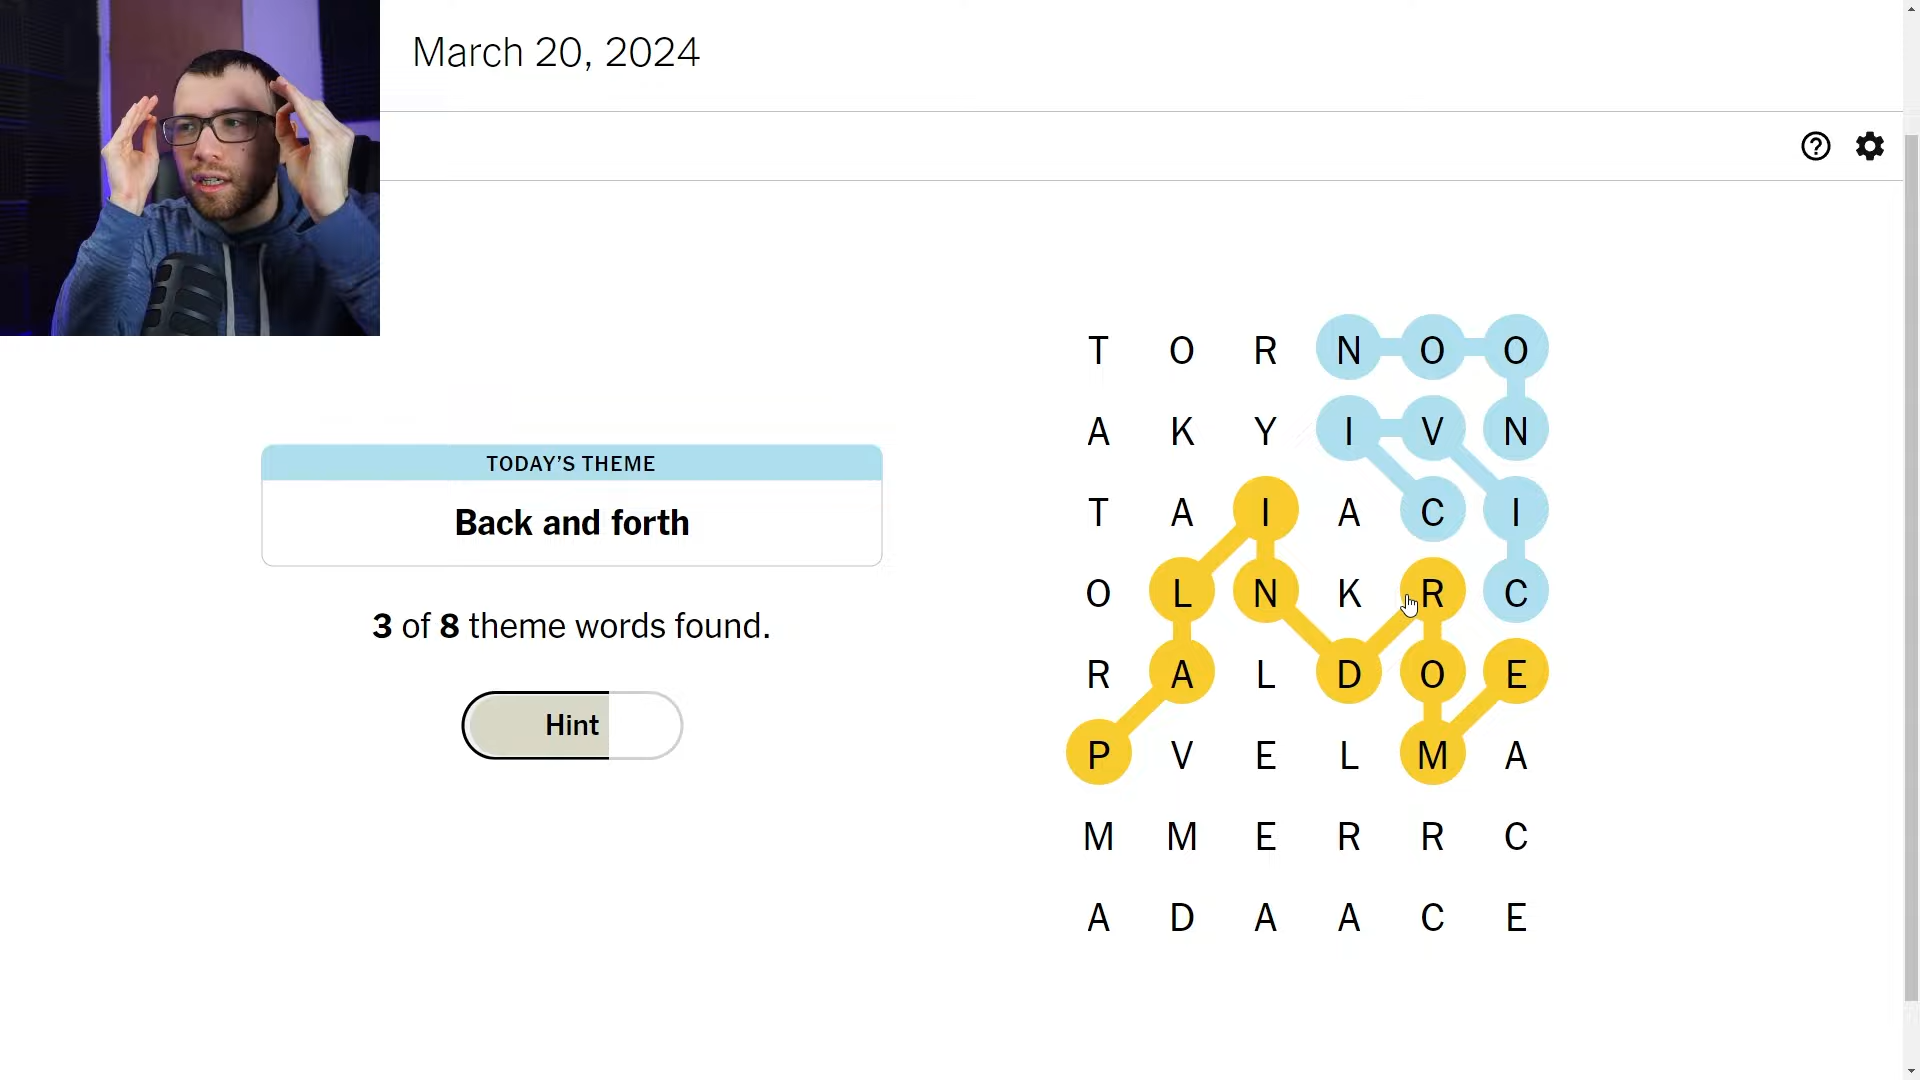 March 20, 2024
TODAY'S THEME
Back and forth
3 of 8 theme words found.
Hint
T O R N O O
A K Y I V N
T A I A C I
O L N K R C
R A L D O E
P V E L M A
M M E R R C
A D A A C E